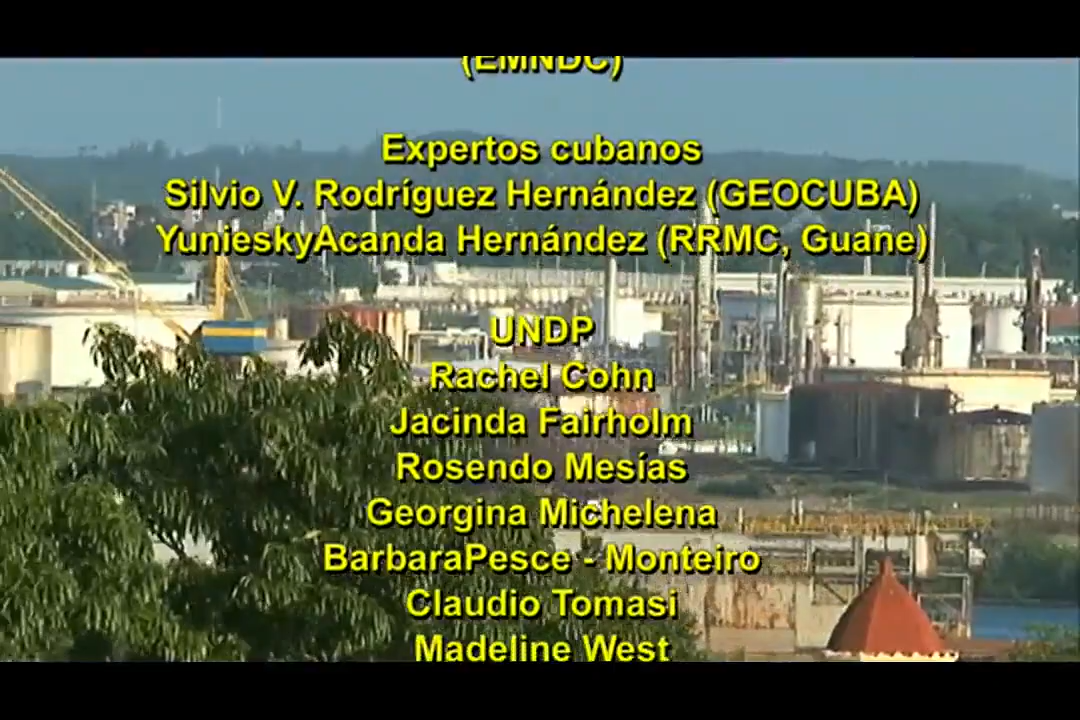 (EMNDC)
Expertos cubanos
Silvio V. Rodríguez Hernández (GEOCUBA)
YunieskyAcanda Hernández (RRMC, Guane)
UNDP
Rachel Cohn
Jacinda Fairholm
Rosendo Mesías
Georgina Michelena
BarbaraPesce - Monteiro
Claudio Tomasi
Madeline West